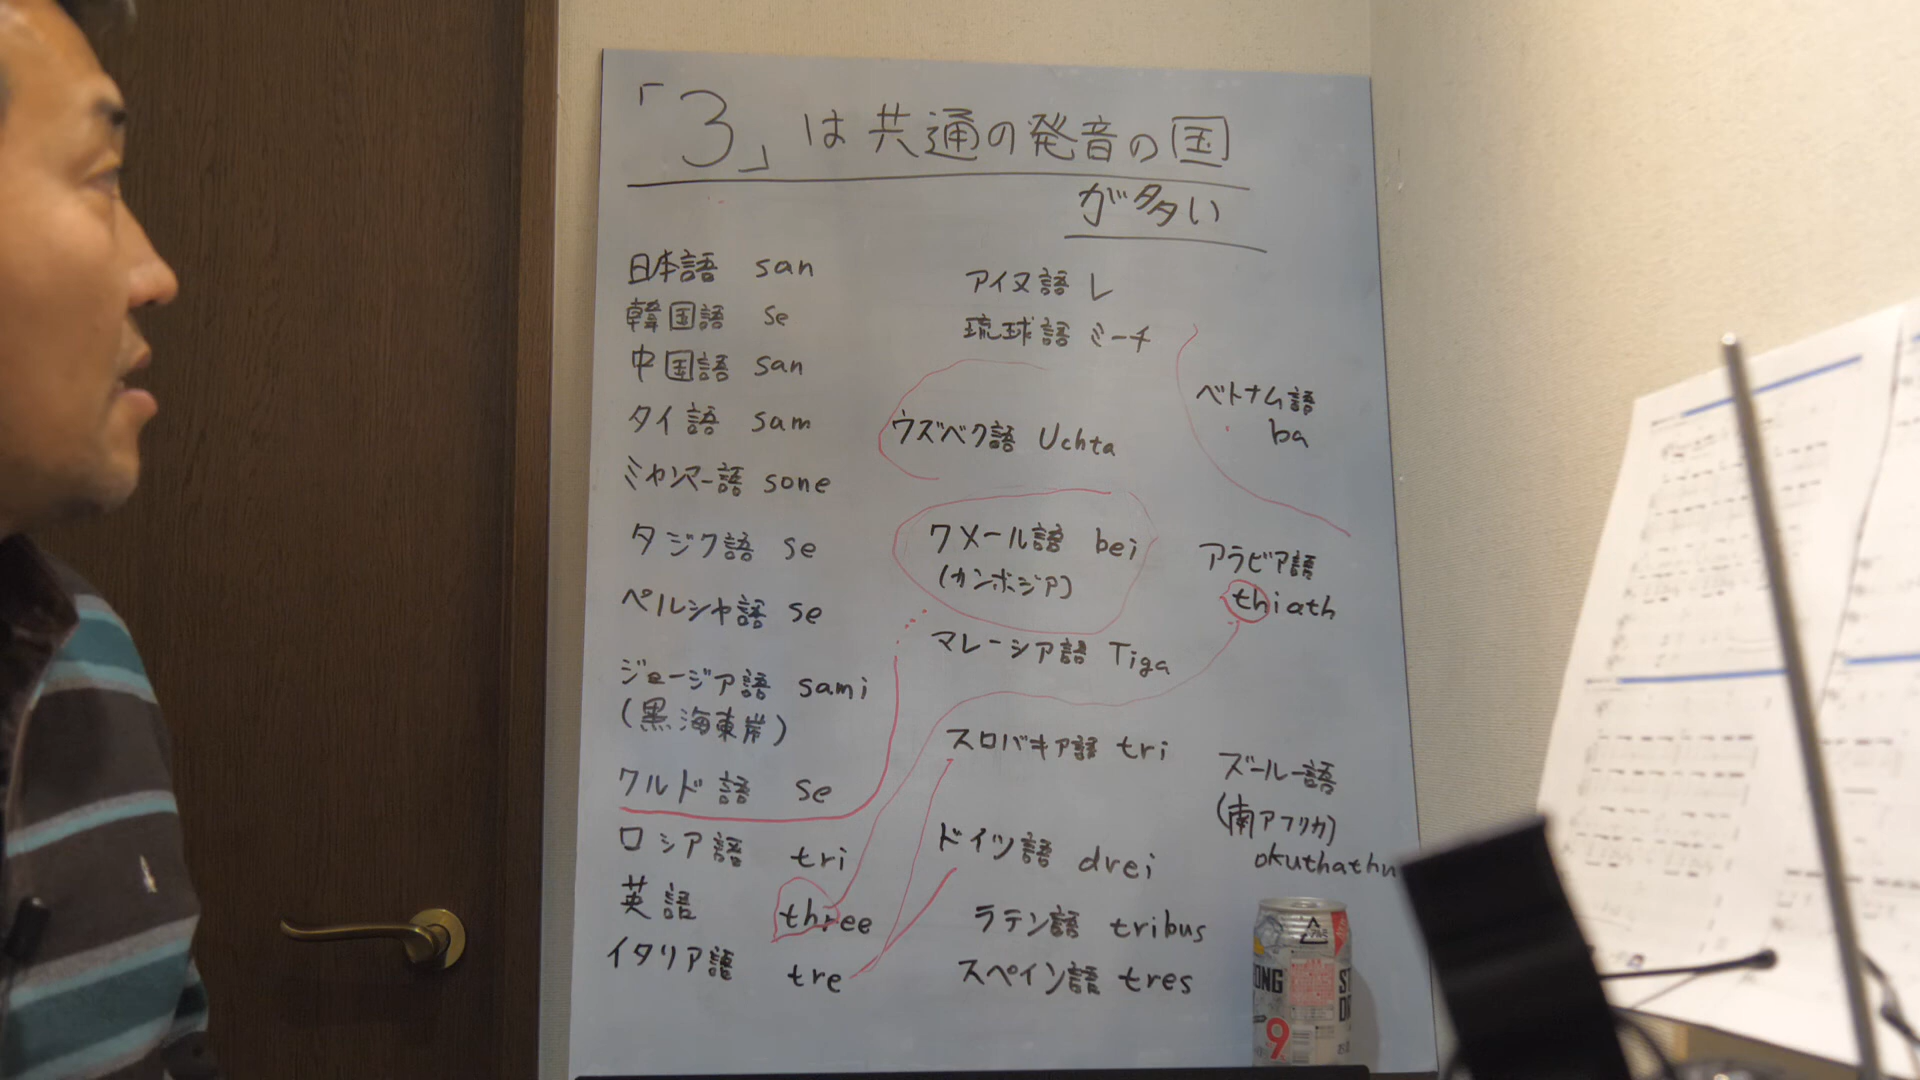 「3」は共通の発音の国
が多い
日本語 san
韓国語 se
中国語 san
タイ語 sam
ミャンマー語 sone
タジク語 se
ペルシャ語 se
ジョージア語 sami
(黒海東岸)
クルド語 se
ロシア語 tri
英語 three
イタリア語 tre
アイヌ語 レ
琉球語 ミーチ
ウズベク語 Uchta
クメール語 bei
(カンボジア)
マレーシア語 Tiga
スロバキア語 tri
ドイツ語 drei
ラテン語 tribus
スペイン語 tres
ベトナム語
ba
アラビア語
thiath
ズールー語
(南アフリカ)
okuthathu
9